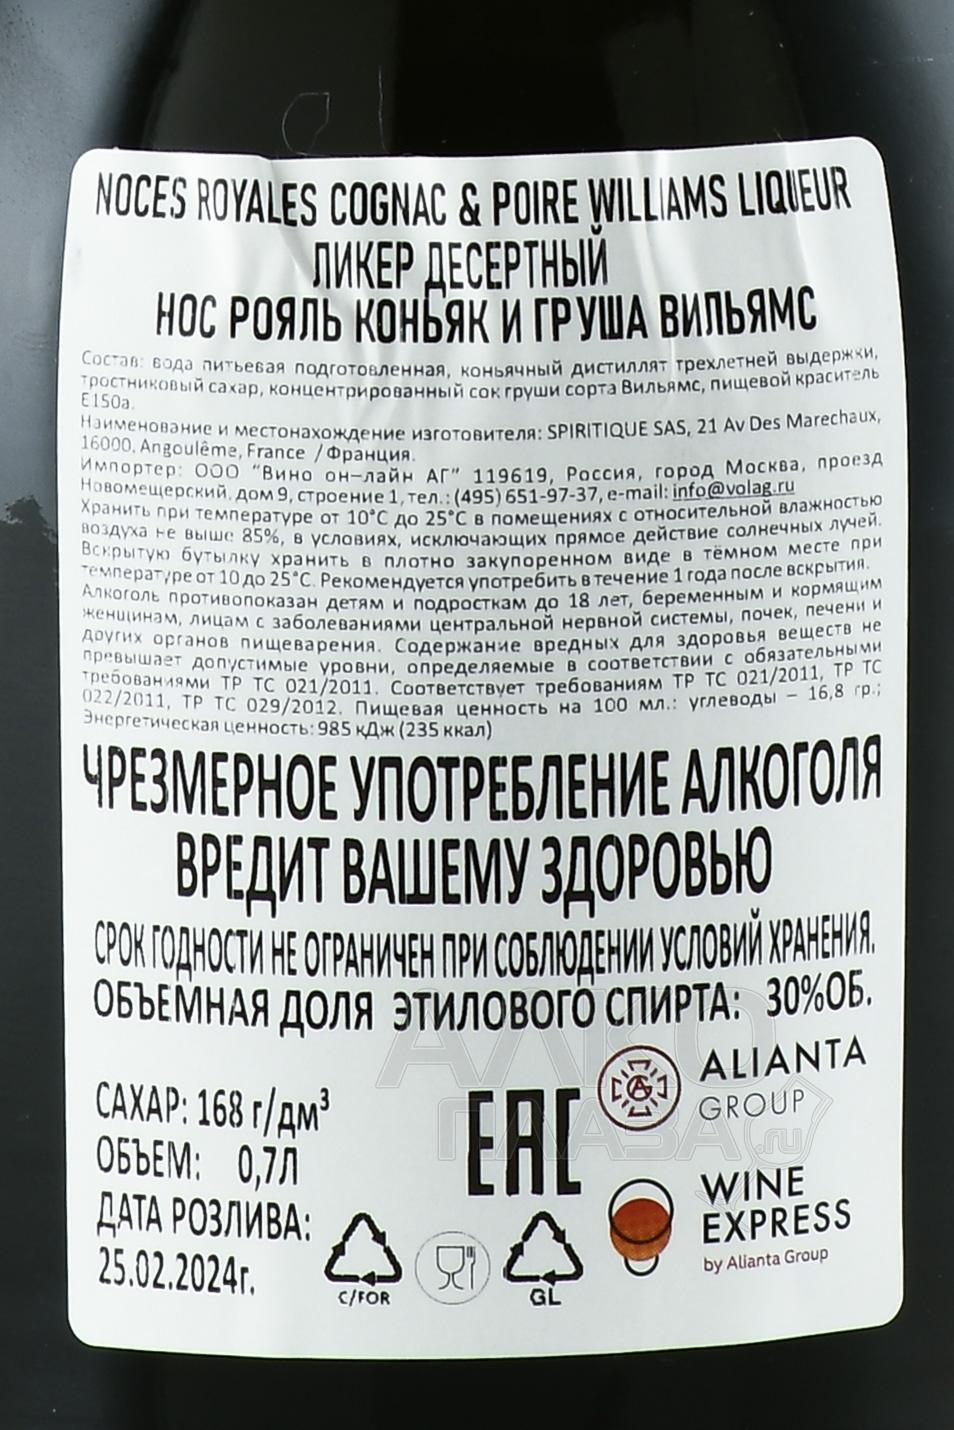 NOCES ROYALES COGNAC & POIRE WILLIAMS LIQUEUR
ЛИКЕР ДЕСЕРТНЫЙ
НОС РОЯЛЬ КОНЬЯК И ГРУША ВИЛЬЯМС
Состав: вода питьевая подготовленная, коньячный дистиллят трехлетней выдержки,
тростниковый сахар, концентрированный сок груши сорта Вильямс, пищевой краситель
Е150а.
Наименование и местонахождение изготовителя: SPIRITIQUE SAS, 21 Av Des Marechaux,
16000, Angoulême, France / Франция.
Импортер: ООО "Вино он-лайн АГ" 119619, Россия, город Москва, проезд
Новомещерский, дом 9, строение 1, тел.: (495) 651-97-37, e-mail: info@volag.ru
Хранить при температуре от 10°С до 25°С в помещениях с относительной влажностью
воздуха не выше 85%, в условиях, исключающих прямое действие солнечных лучей.
Вскрытую бутылку хранить в плотно закупоренном виде в тёмном месте при
температуре от 10 до 25°С. Рекомендуется употребить в течение 1 года после вскрытия.
Алкоголь противопоказан детям и подросткам до 18 лет, беременным и кормящим
женщинам, лицам с заболеваниями центральной нервной системы, почек, печени и
других органов пищеварения. Содержание вредных для здоровья веществ не
превышает допустимые уровни, определяемые в соответствии с обязательными
требованиями ТР ТС 021/2011. Соответствует требованиям ТР ТС 021/2011, ТР ТС
022/2011, ТР ТС 029/2012. Пищевая ценность на 100 мл.: углеводы – 16,8 гр.;
Энергетическая ценность: 985 кДж (235 ккал)
ЧРЕЗМЕРНОЕ УПОТРЕБЛЕНИЕ АЛКОГОЛЯ
ВРЕДИТ ВАШЕМУ ЗДОРОВЬЮ
СРОК ГОДНОСТИ НЕ ОГРАНИЧЕН ПРИ СОБЛЮДЕНИИ УСЛОВИЙ ХРАНЕНИЯ.
ОБЪЕМНАЯ ДОЛЯ ЭТИЛОВОГО СПИРТА: 30%ОБ.
САХАР: 168 г/дм³
ОБЪЕМ: 0,7Л
ДАТА РОЗЛИВА:
25.02.2024г.
ЕАС
C/FOR
GL
ALIANTA
GROUP
WINE
EXPRESS
by Alianta Group
АЛКО
ПЛАЗА.ru